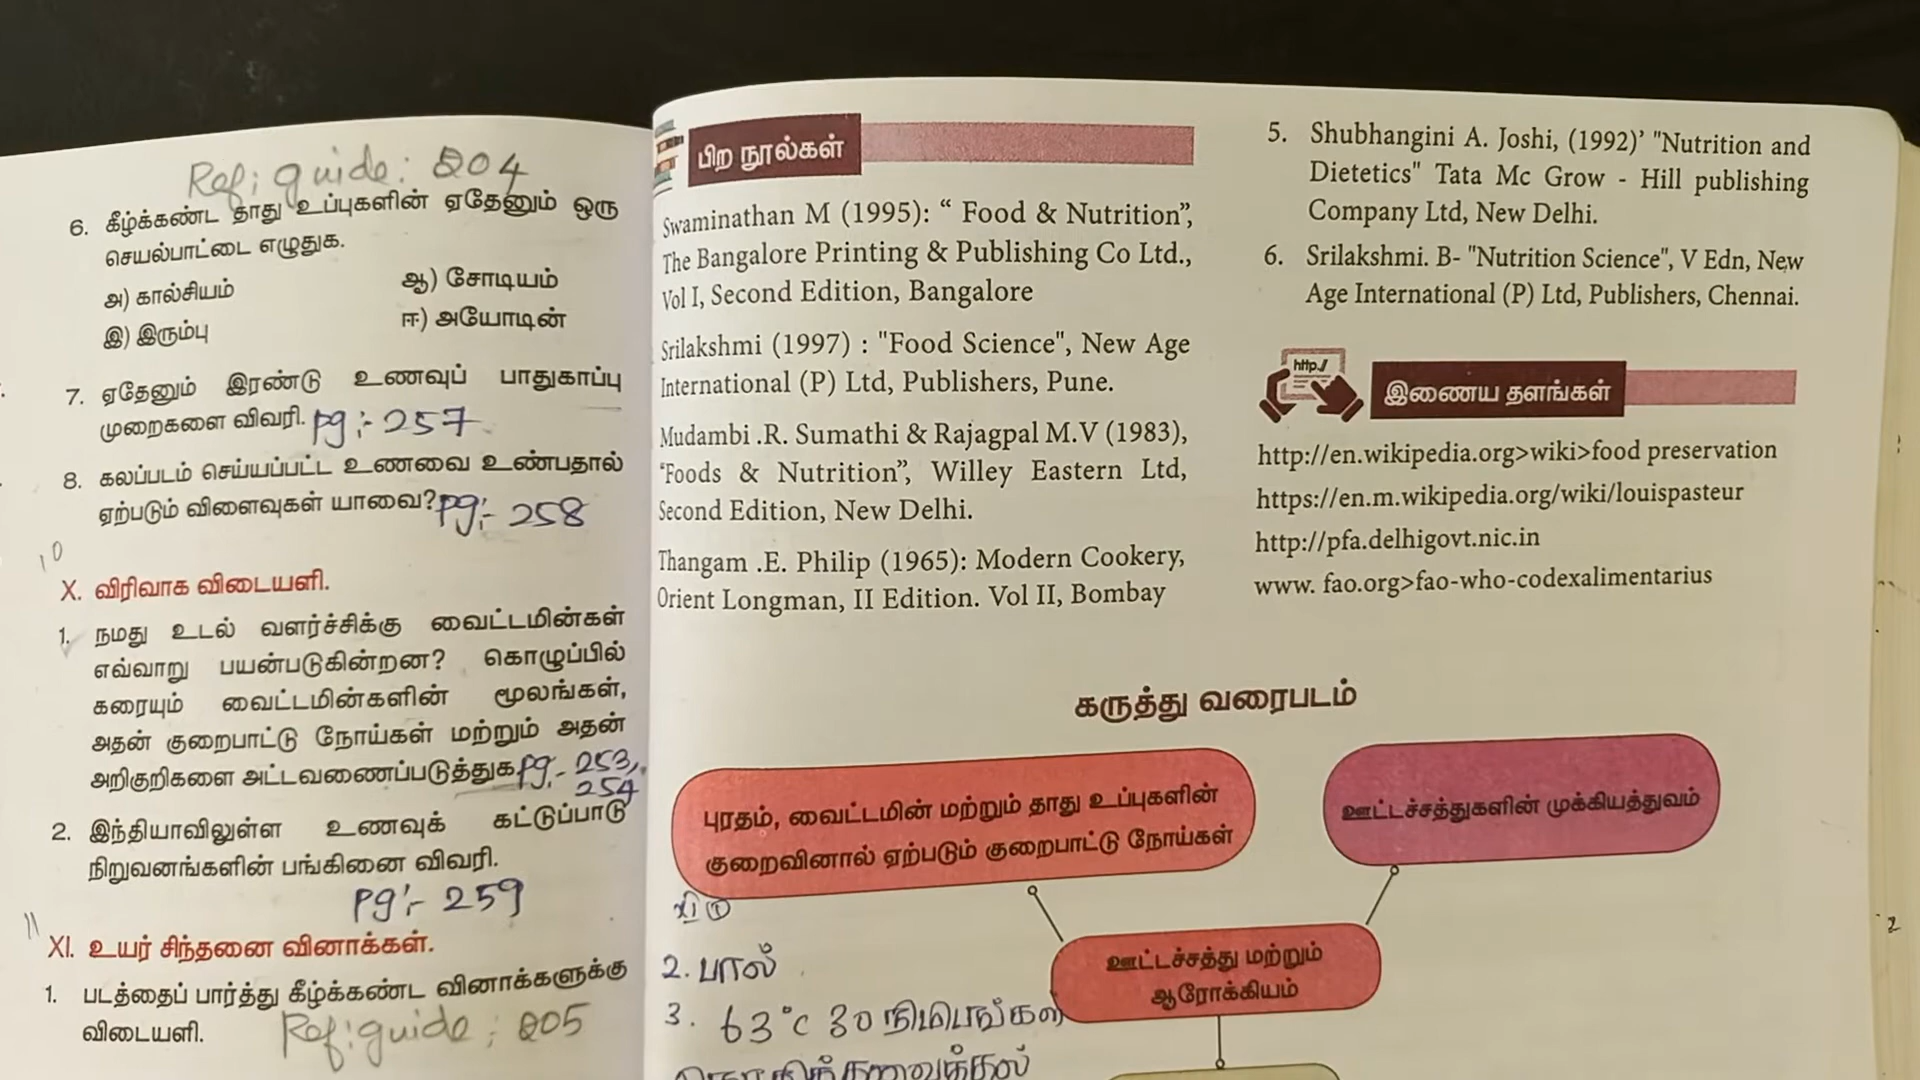 Ref: guide: 204
6. கீழ்க்கண்ட தாது உப்புகளின் ஏதேனும் ஒரு
செயல்பாட்டை எழுதுக.
அ) கால்சியம் ஆ) சோடியம்
இ) இரும்பு ஈ) அயோடின்
7. ஏதேனும் இரண்டு உணவுப் பாதுகாப்பு
முறைகளை விவரி. pg:- 257
8. கலப்படம் செய்யப்பட்ட உணவை உண்பதால்
ஏற்படும் விளைவுகள் யாவை? pg:- 258
10
X. விரிவாக விடையளி.
1. நமது உடல் வளர்ச்சிக்கு வைட்டமின்கள்
எவ்வாறு பயன்படுகின்றன? கொழுப்பில்
கரையும் வைட்டமின்களின் மூலங்கள்,
அதன் குறைபாட்டு நோய்கள் மற்றும் அதன்
அறிகுறிகளை அட்டவணைப்படுத்துக pg:- 253,
254
2. இந்தியாவிலுள்ள உணவுக் கட்டுப்பாடு
நிறுவனங்களின் பங்கினை விவரி.
pg:- 259
11
XI. உயர் சிந்தனை வினாக்கள்.
1. படத்தைப் பார்த்து கீழ்க்கண்ட வினாக்களுக்கு
விடையளி. Ref: guide: 205
பிற நூல்கள்
Swaminathan M (1995): “ Food & Nutrition”,
The Bangalore Printing & Publishing Co Ltd.,
Vol I, Second Edition, Bangalore
Srilakshmi (1997) : "Food Science", New Age
International (P) Ltd, Publishers, Pune.
Mudambi .R. Sumathi & Rajagpal M.V (1983),
“Foods & Nutrition”, Willey Eastern Ltd,
Second Edition, New Delhi.
Thangam .E. Philip (1965): Modern Cookery,
Orient Longman, II Edition. Vol II, Bombay
5. Shubhangini A. Joshi, (1992)’ "Nutrition and
Dietetics" Tata Mc Grow - Hill publishing
Company Ltd, New Delhi.
6. Srilakshmi. B- "Nutrition Science", V Edn, New
Age International (P) Ltd, Publishers, Chennai.
http://
இணைய தளங்கள்
http://en.wikipedia.org>wiki>food preservation
https://en.m.wikipedia.org/wiki/louispasteur
http://pfa.delhigovt.nic.in
www. fao.org>fao-who-codexalimentarius
கருத்து வரைபடம்
புரதம், வைட்டமின் மற்றும் தாது உப்புகளின்
குறைவினால் ஏற்படும் குறைபாட்டு நோய்கள்
ஊட்டச்சத்துகளின் முக்கியத்துவம்
ஊட்டச்சத்து மற்றும்
ஆரோக்கியம்
XI ①
2. பால்
3. 63°C 30 நிமிடங்கள்